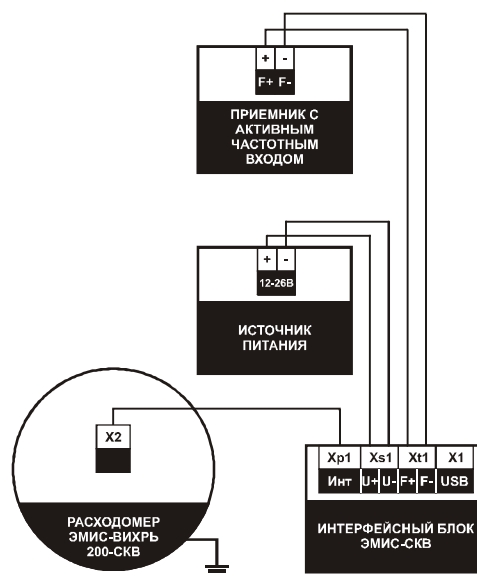 + -
F+ F-
ПРИЕМНИК С
АКТИВНЫМ
ЧАСТОТНЫМ
ВХОДОМ
+ -
12-26В
ИСТОЧНИК
ПИТАНИЯ
X2
РАСХОДОМЕР
ЭМИС-ВИХРЬ
200-СКВ
Xp1 Xs1 Xt1 X1
Инт U+ U- F+ F- USB
ИНТЕРФЕЙСНЫЙ БЛОК
ЭМИС-СКВ